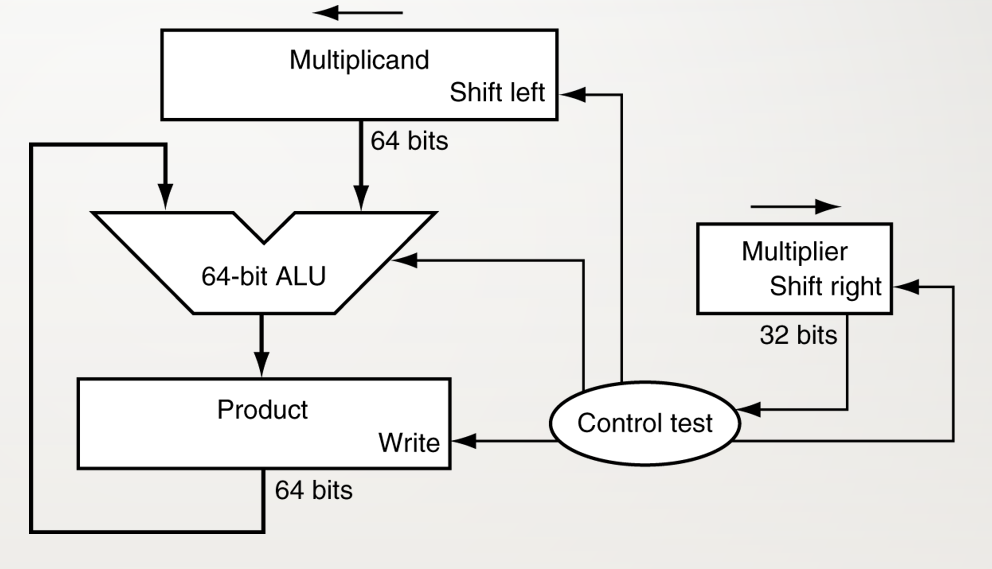 Multiplicand
Shift left
64 bits
64-bit ALU
Multiplier
Shift right
32 bits
Product
Write
Control test
64 bits